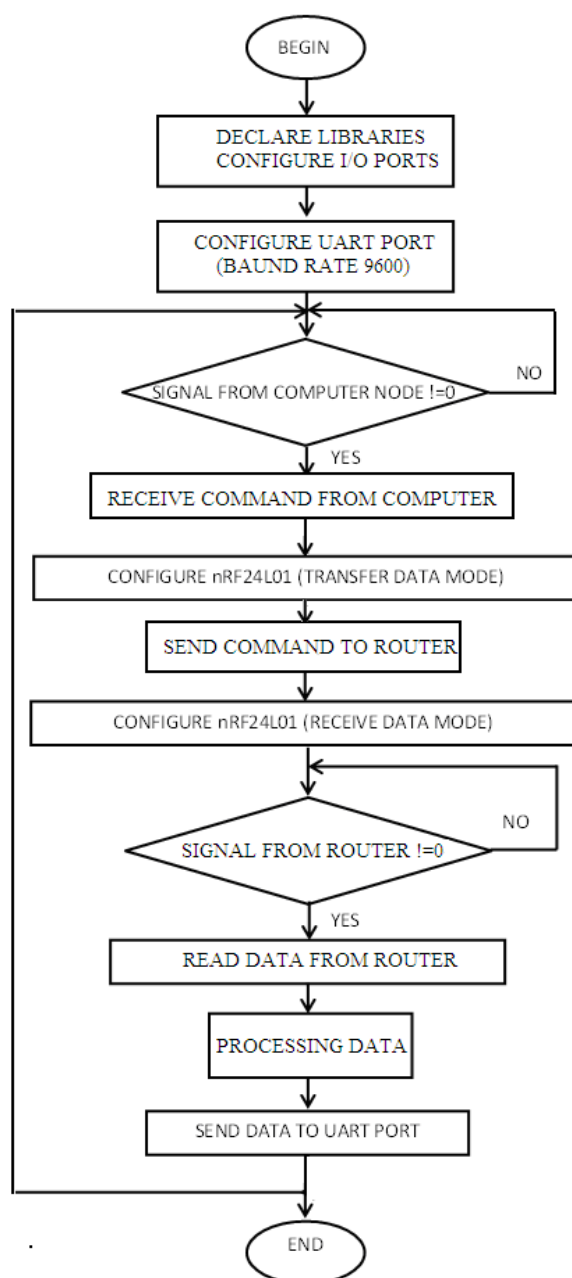 BEGIN
DECLARE LIBRARIES
CONFIGURE I/O PORTS
CONFIGURE UART PORT
(BAUND RATE 9600)
SIGNAL FROM COMPUTER NODE !=0
NO
YES
RECEIVE COMMAND FROM COMPUTER
CONFIGURE nRF24L01 (TRANSFER DATA MODE)
SEND COMMAND TO ROUTER
CONFIGURE nRF24L01 (RECEIVE DATA MODE)
SIGNAL FROM ROUTER !=0
NO
YES
READ DATA FROM ROUTER
PROCESSING DATA
SEND DATA TO UART PORT
END
.